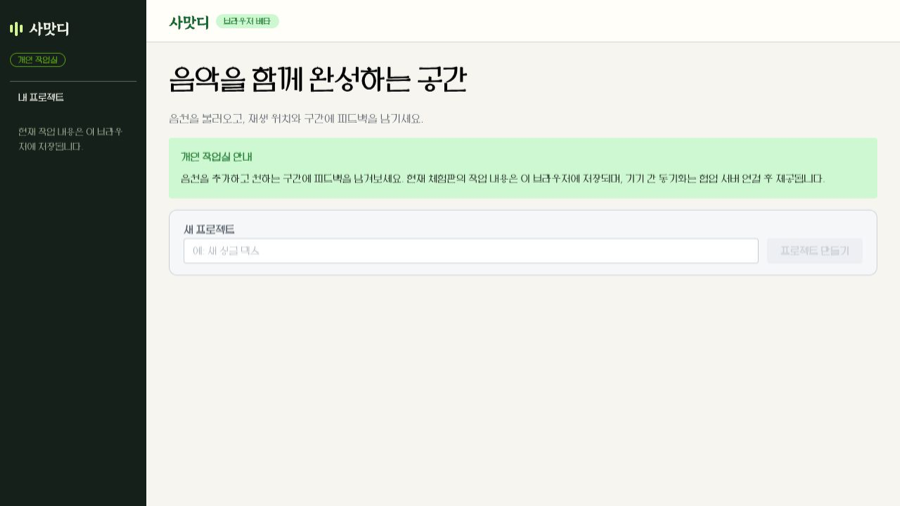 사맛디
개인 작업실
내 프로젝트
현재 작업 내용은 이 브라우
저에 저장됩니다.
사맛디
브라우저 베타
음악을 함께 완성하는 공간
음원을 불러오고, 재생 위치와 구간에 피드백을 남기세요.
개인 작업실 안내
음원을 추가하고 원하는 구간에 피드백을 남겨보세요. 현재 체험판의 작업 내용은 이 브라우저에 저장되며, 기기 간 동기화는 협업 서버 연결 후 제공됩니다.
새 프로젝트
예: 새 싱글 믹스
프로젝트 만들기